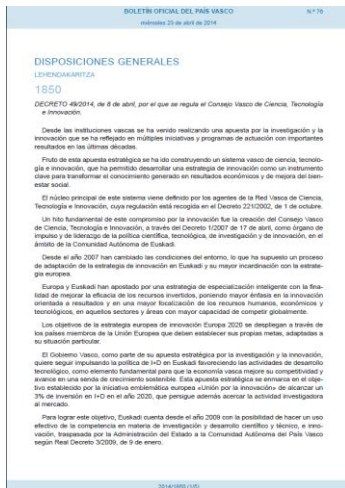 BOLETÍN OFICIAL DEL PAÍS VASCO
N.º 76
miércoles 23 de abril de 2014
DISPOSICIONES GENERALES
LEHENDAKARITZA
1850
DECRETO 49/2014, de 8 de abril, por el que se regula el Consejo Vasco de Ciencia, Tecnología
e Innovación.
Desde las instituciones vascas se ha venido realizando una apuesta por la investigación y la
innovación que se ha reflejado en múltiples iniciativas y programas de actuación con importantes
resultados en las últimas décadas.
Fruto de esta apuesta estratégica se ha ido construyendo un sistema vasco de ciencia, tecnolo-
gía e innovación, que ha permitido desarrollar una estrategia de innovación como un instrumento
clave para transformar el conocimiento generado en resultados económicos y de mejora del bien-
estar social.
El núcleo principal de este sistema viene definido por los agentes de la Red Vasca de Ciencia,
Tecnología e Innovación, cuya regulación está recogida en el Decreto 221/2002, de 1 de octubre.
Un hito fundamental de este compromiso por la innovación fue la creación del Consejo Vasco
de Ciencia, Tecnología e Innovación, a través del Decreto 1/2007 de 17 de abril, como órgano de
impulso y de liderazgo de la política científica, tecnológica, de investigación y de innovación, en el
ámbito de la Comunidad Autónoma de Euskadi.
Desde el año 2007 han cambiado las condiciones del entorno, lo que ha supuesto un proceso
de adaptación de la estrategia de innovación en Euskadi y su mayor incardinación con la estrate-
gia europea.
Europa y Euskadi han apostado por una estrategia de especialización inteligente con la fina-
lidad de mejorar la eficacia de los recursos invertidos, poniendo mayor énfasis en la innovación
orientada a resultados y en una mayor focalización de los recursos humanos, económicos y
tecnológicos, en aquellos sectores y áreas con mayor capacidad de competir globalmente.
Los objetivos de la estrategia europea de innovación Europa 2020 se despliegan a través de
los países miembros de la Unión Europea que deben establecer sus propias metas, adaptadas a
su situación particular.
El Gobierno Vasco, como parte de su apuesta estratégica por la investigación y la innovación,
quiere seguir impulsando la política de I+D en Euskadi favoreciendo las actividades de desarrollo
tecnológico, como elemento fundamental para que la economía vasca mejore su competitividad y
avance en una senda de crecimiento sostenible. Esta apuesta estratégica se enmarca en el obje-
tivo establecido por la iniciativa emblemática europea «Unión por la innovación» de alcanzar un
3% de inversión en I+D en el año 2020, que persigue además acercar la actividad investigadora
al mercado.
Para lograr este objetivo, Euskadi cuenta desde el año 2009 con la posibilidad de hacer un uso
efectivo de la competencia en materia de investigación y desarrollo científico y técnico, e inno-
vación, traspasada por la Administración del Estado a la Comunidad Autónoma del País Vasco
según Real Decreto 3/2009, de 9 de enero.
2014/1850 (1/5)